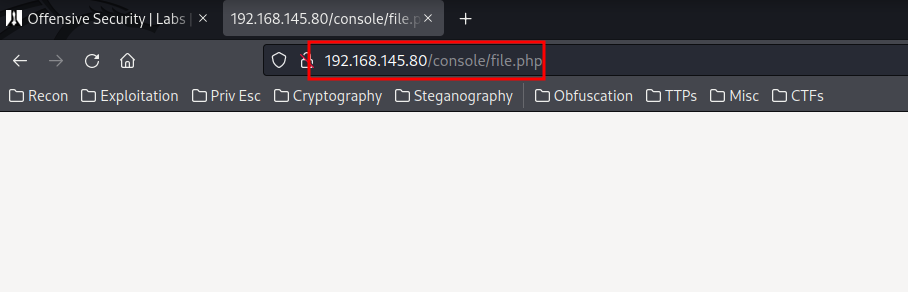 Offensive Security | Labs |
192.168.145.80/console/file.p
192.168.145.80/console/file.php
Recon Exploitation Priv Esc Cryptography Steganography Obfuscation TTPs Misc CTFs